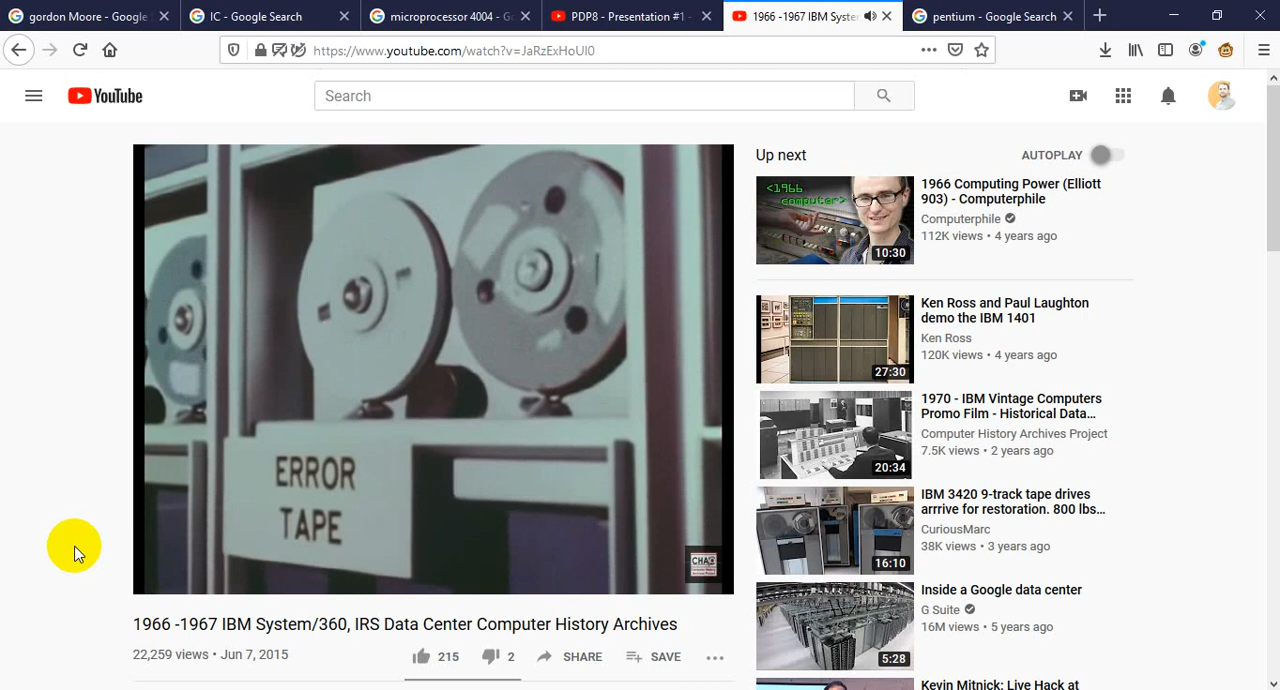 gordon Moore - Google
IC - Google Search
microprocessor 4004 - G
PDP8 - Presentation #1 -
1966 -1967 IBM Syste
pentium - Google Search
https://www.youtube.com/watch?v=JaRzExHoUI0
YouTube
Search
ERROR
TAPE
1966 -1967 IBM System/360, IRS Data Center Computer History Archives
22,259 views • Jun 7, 2015
215
2
SHARE
SAVE
Up next
AUTOPLAY
<1966
computer>
10:30
1966 Computing Power (Elliott
903) - Computerphile
Computerphile
112K views • 4 years ago
27:30
Ken Ross and Paul Laughton
demo the IBM 1401
Ken Ross
120K views • 4 years ago
20:34
1970 - IBM Vintage Computers
Promo Film - Historical Data...
Computer History Archives Project
7.5K views • 2 years ago
16:10
IBM 3420 9-track tape drives
arrrive for restoration. 800 lbs...
CuriousMarc
38K views • 3 years ago
5:28
Inside a Google data center
G Suite
16M views • 5 years ago
Kevin Mitnick: Live Hack at